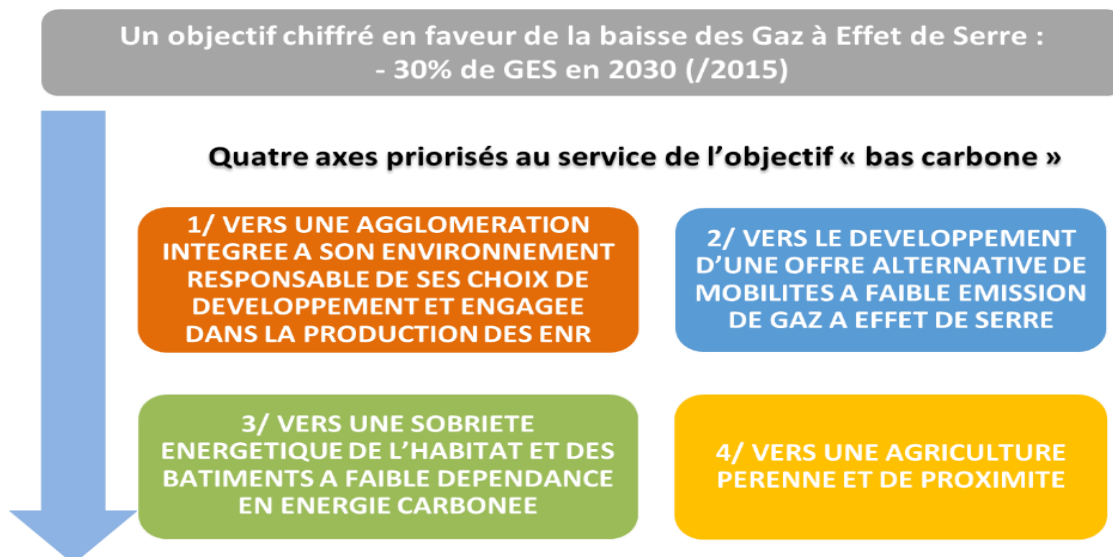 Un objectif chiffré en faveur de la baisse des Gaz à Effet de Serre :
- 30% de GES en 2030 (/2015)
Quatre axes priorisés au service de l’objectif « bas carbone »
1/ VERS UNE AGGLOMERATION
INTEGREE A SON ENVIRONNEMENT
RESPONSABLE DE SES CHOIX DE
DEVELOPPEMENT ET ENGAGEE
DANS LA PRODUCTION DES ENR
2/ VERS LE DEVELOPPEMENT
D’UNE OFFRE ALTERNATIVE DE
MOBILITES A FAIBLE EMISSION
DE GAZ A EFFET DE SERRE
3/ VERS UNE SOBRIETE
ENERGETIQUE DE L’HABITAT ET DES
BATIMENTS A FAIBLE DEPENDANCE
EN ENERGIE CARBONEE
4/ VERS UNE AGRICULTURE
PERENNE ET DE PROXIMITE